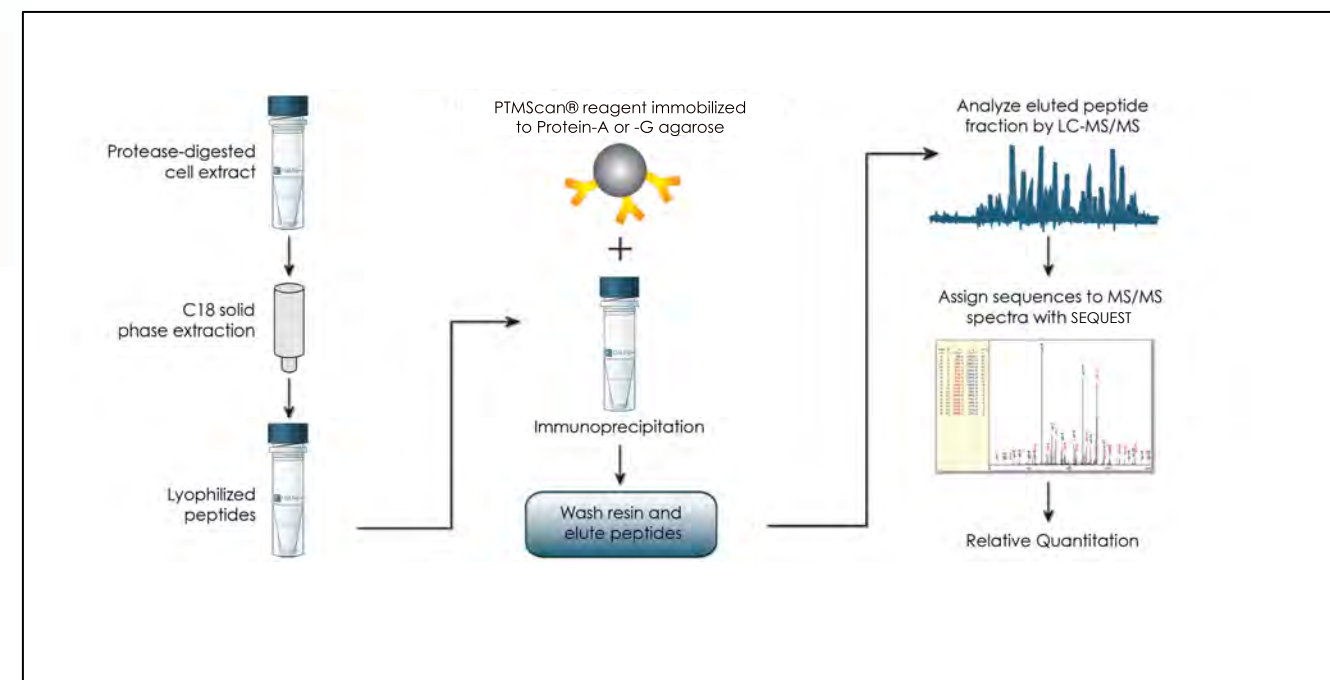 Protease-digested
cell extract
C18 solid
phase extraction
Lyophilized
peptides
PTMScan® reagent immobilized
to Protein-A or -G agarose
+
Immunoprecipitation
Wash resin and
elute peptides
Analyze eluted peptide
fraction by LC-MS/MS
Assign sequences to MS/MS
spectra with SEQUEST
Relative Quantitation